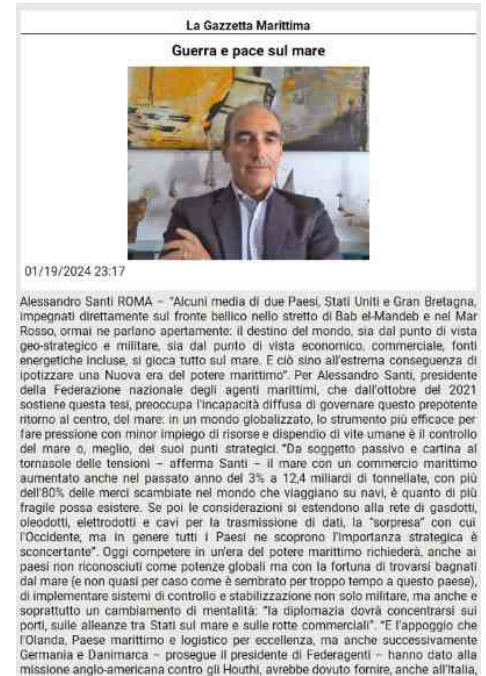 La Gazzetta Marittima
Guerra e pace sul mare
01/19/2024 23:17
Alessandro Santi ROMA – "Alcuni media di due Paesi, Stati Uniti e Gran Bretagna,
impegnati direttamente sul fronte bellico nello stretto di Bab el-Mandeb e nel Mar
Rosso, ormai ne parlano apertamente: il destino del mondo, sia dal punto di vista
geo-strategico e militare, sia dal punto di vista economico, commerciale, fonti
energetiche incluse, si gioca tutto sul mare. E ciò sino all'estrema conseguenza di
ipotizzare una Nuova era del potere marittimo". Per Alessandro Santi, presidente
della Federazione nazionale degli agenti marittimi, che dall'ottobre del 2021
sostiene questa tesi, preoccupa l'incapacità diffusa di governare questo prepotente
ritorno al centro, del mare: in un mondo globalizzato, lo strumento più efficace per
fare pressione con minor impiego di risorse e dispendio di vite umane è il controllo
del mare o, meglio, dei suoi punti strategici. "Da soggetto passivo e cartina al
tornasole delle tensioni – afferma Santi – il mare con un commercio marittimo
aumentato anche nel passato anno del 3% a 12,4 miliardi di tonnellate, con più
dell'80% delle merci scambiate nel mondo che viaggiano su navi, è quanto di più
fragile possa esistere. Se poi le considerazioni si estendono alla rete di gasdotti,
oleodotti, elettrodotti e cavi per la trasmissione di dati, la "sorpresa" con cui
l'Occidente, ma in genere tutti i Paesi ne scoprono l'importanza strategica è
sconcertante". Oggi competere in un'era del potere marittimo richiederà, anche ai
paesi non riconosciuti come potenze globali ma con la fortuna di trovarsi bagnati
dal mare (e non quasi per caso come è sembrato per troppo tempo a questo paese),
di implementare sistemi di controllo e stabilizzazione non solo militare, ma anche e
soprattutto un cambiamento di mentalità: "la diplomazia dovrà concentrarsi sui
porti, sulle alleanze tra Stati sul mare e sulle rotte commerciali". "E l'appoggio che
l'Olanda, Paese marittimo e logistico per eccellenza, ma anche successivamente
Germania e Danimarca – prosegue il presidente di Federagenti – hanno dato alla
missione anglo-americana contro gli Houthi, avrebbe dovuto fornire, anche all'Italia,